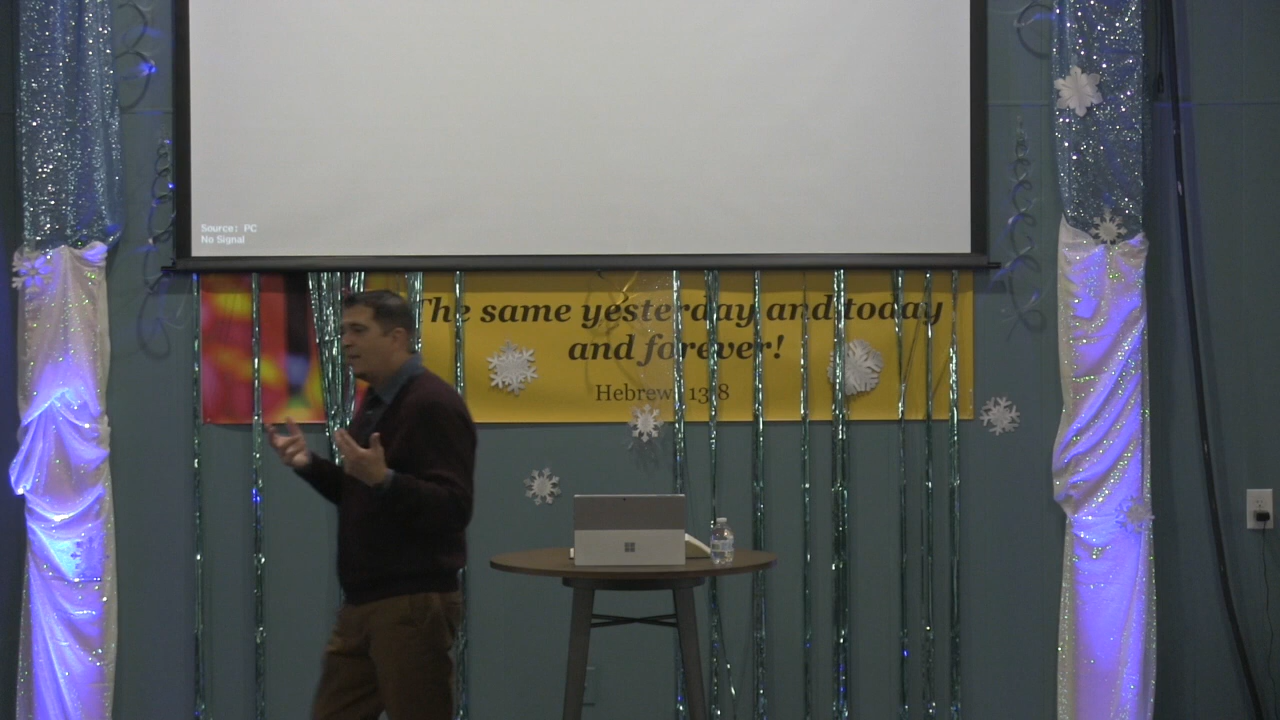 Source: PC
No Signal
The same yesterday and today
and forever!
Hebrews 13:8